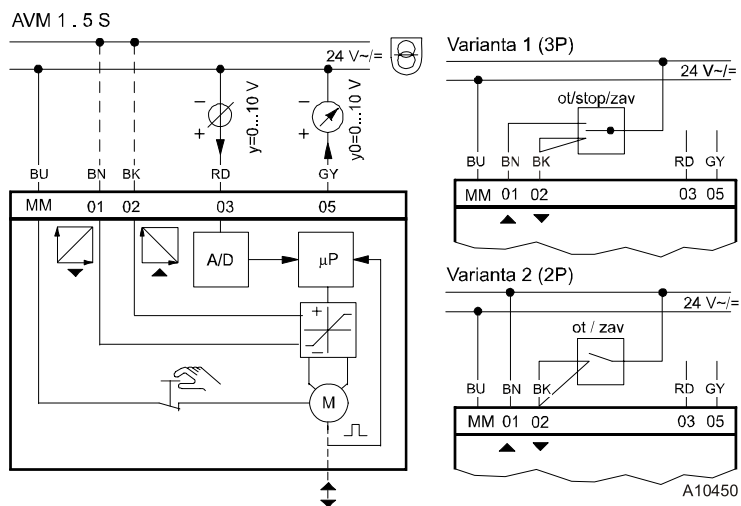 AVM 1 . 5 S
24 V~/=
– + y=0...10 V
– + y0=0...10 V
BU BN BK RD GY
MM 01 02 03 05
A/D µP
+
–
M
Varianta 1 (3P)
24 V~/=
ot/stop/zav
BU BN BK RD GY
MM 01 02 03 05
Varianta 2 (2P)
24 V~/=
ot / zav
BU BN BK RD GY
MM 01 02 03 05
A10450